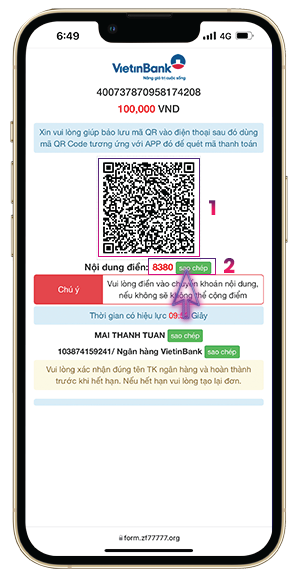 6:49
4G
VietinBank
Nâng giá trị cuộc sống
400737870958174208
100,000 VND
Xin vui lòng giúp báo lưu mã QR vào điện thoại sau đó dùng
mã QR Code tương ứng với APP đó để quét mã thanh toán
1
Nội dung điền: 8380 sao chép
2
Chú ý
Vui lòng điền vào chuyển khoản nội dung,
nếu không sẽ không thể cộng điểm
Thời gian có hiệu lực Giây
MAI THANH TUAN sao chép
103874159241/ Ngân hàng VietinBank sao chép
Vui lòng xác nhận đúng tên TK ngân hàng và hoàn thành
trước khi hết hạn. Nếu hết hạn vui lòng tạo lại đơn.
form.zf77777.org